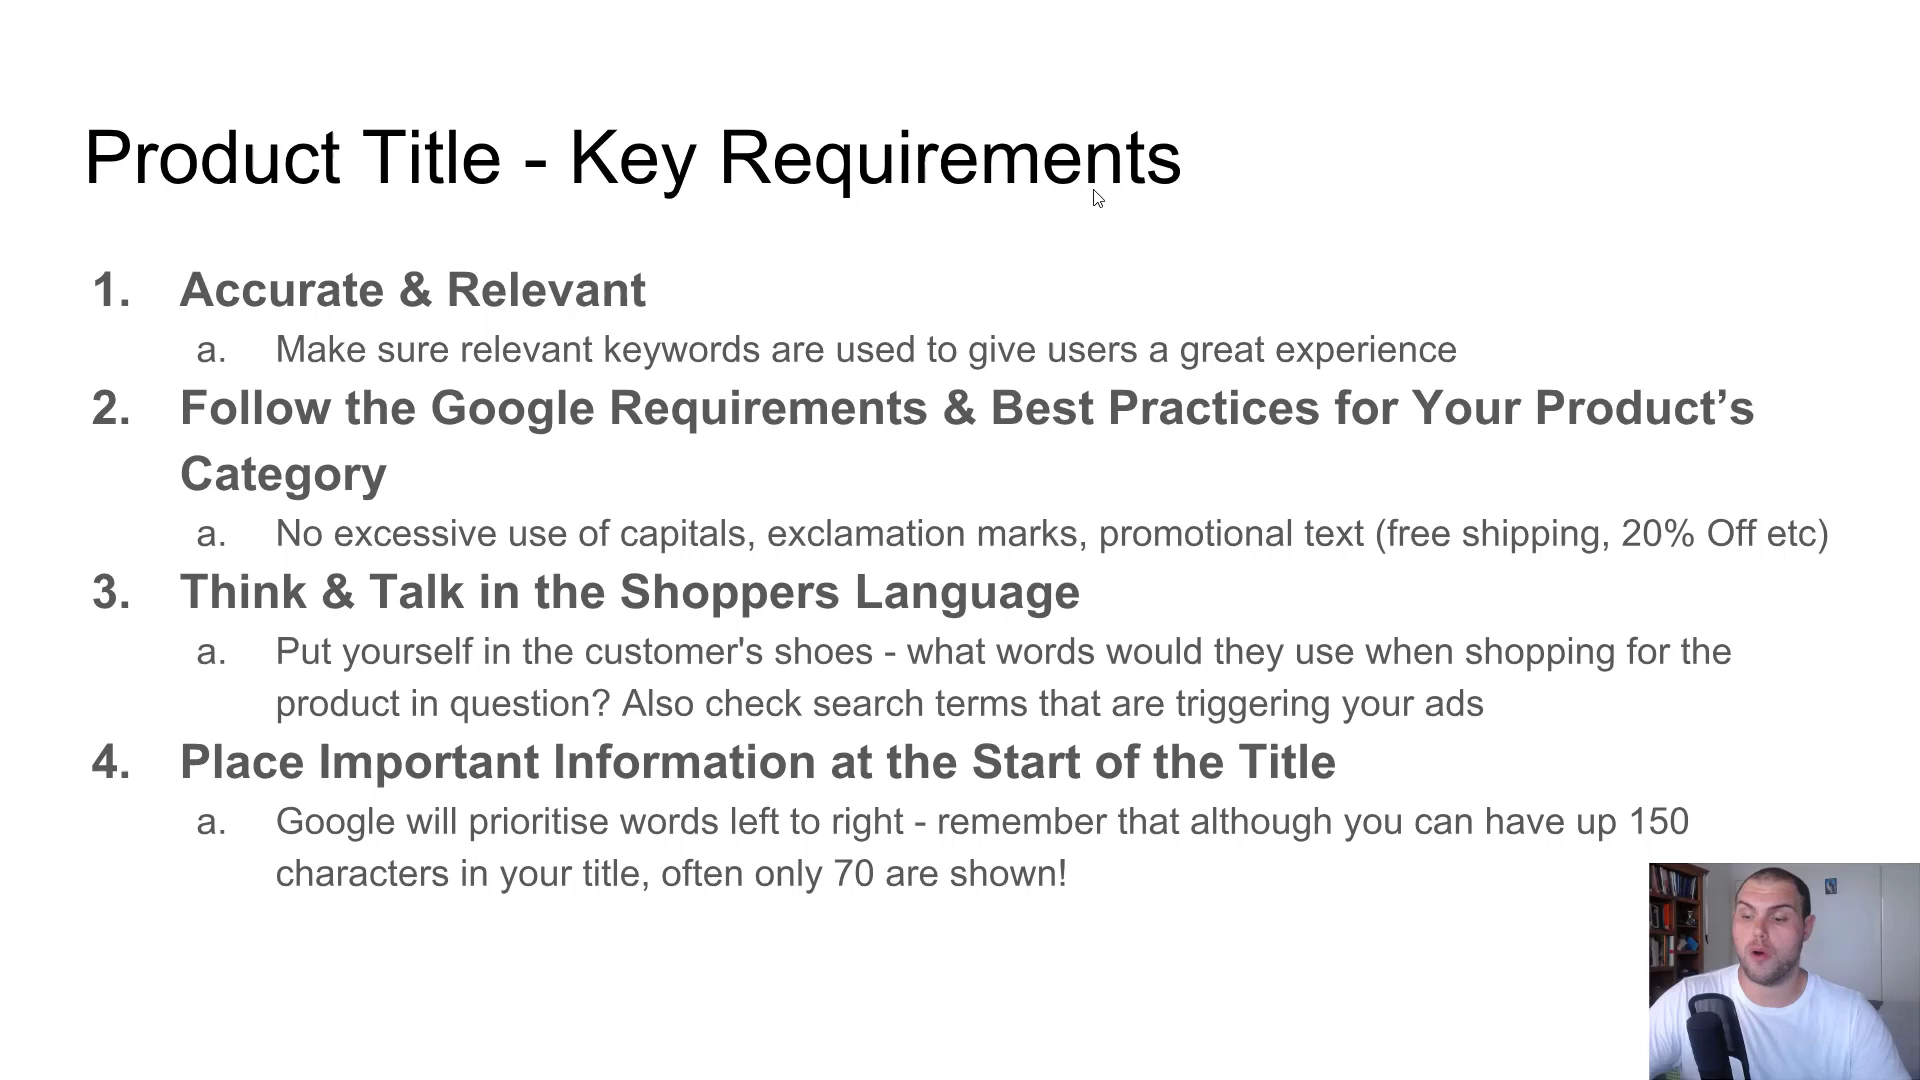 Product Title - Key Requirements
1. Accurate & Relevant
a. Make sure relevant keywords are used to give users a great experience
2. Follow the Google Requirements & Best Practices for Your Product’s
Category
a. No excessive use of capitals, exclamation marks, promotional text (free shipping, 20% Off etc)
3. Think & Talk in the Shoppers Language
a. Put yourself in the customer's shoes - what words would they use when shopping for the
product in question? Also check search terms that are triggering your ads
4. Place Important Information at the Start of the Title
a. Google will prioritise words left to right - remember that although you can have up 150
characters in your title, often only 70 are shown!